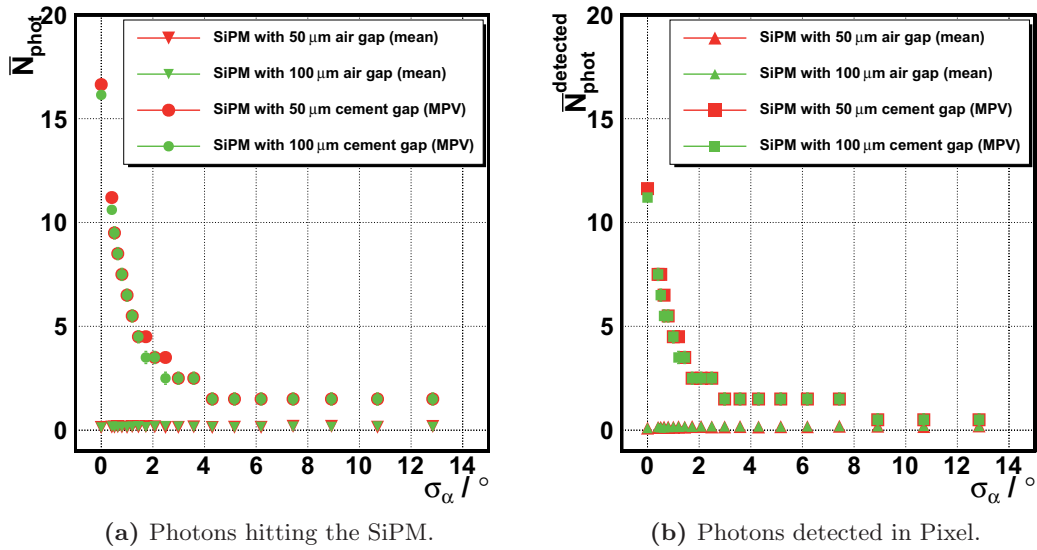 N̅phot
20
15
10
5
0
SiPM with 50 μm air gap (mean)
SiPM with 100 μm air gap (mean)
SiPM with 50 μm cement gap (MPV)
SiPM with 100 μm cement gap (MPV)
0 2 4 6 8 10 12 14
σα / °
(a) Photons hitting the SiPM.
N̅phot detected
20
15
10
5
0
SiPM with 50 μm air gap (mean)
SiPM with 100 μm air gap (mean)
SiPM with 50 μm cement gap (MPV)
SiPM with 100 μm cement gap (MPV)
0 2 4 6 8 10 12 14
σα / °
(b) Photons detected in Pixel.